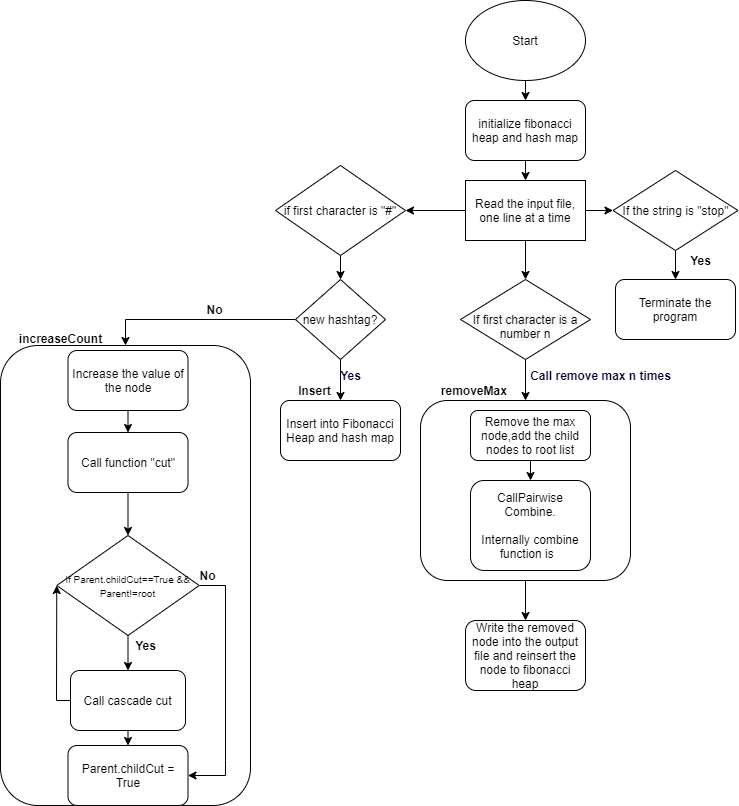 Start
initialize fibonacci
heap and hash map
Read the input file,
one line at a time
if first character is "#"
If the string is "stop"
Yes
Terminate the
program
new hashtag?
No
If first character is a
number n
increaseCount
Increase the value of
the node
Yes
Insert
Insert into Fibonacci
Heap and hash map
Call remove max n times
removeMax
Remove the max
node,add the child
nodes to root list
CallPairwise
Combine.
Internally combine
function is
Call function "cut"
If Parent.childCut==True &&
Parent!=root
No
Yes
Call cascade cut
Parent.childCut =
True
Write the removed
node into the output
file and reinsert the
node to fibonacci
heap